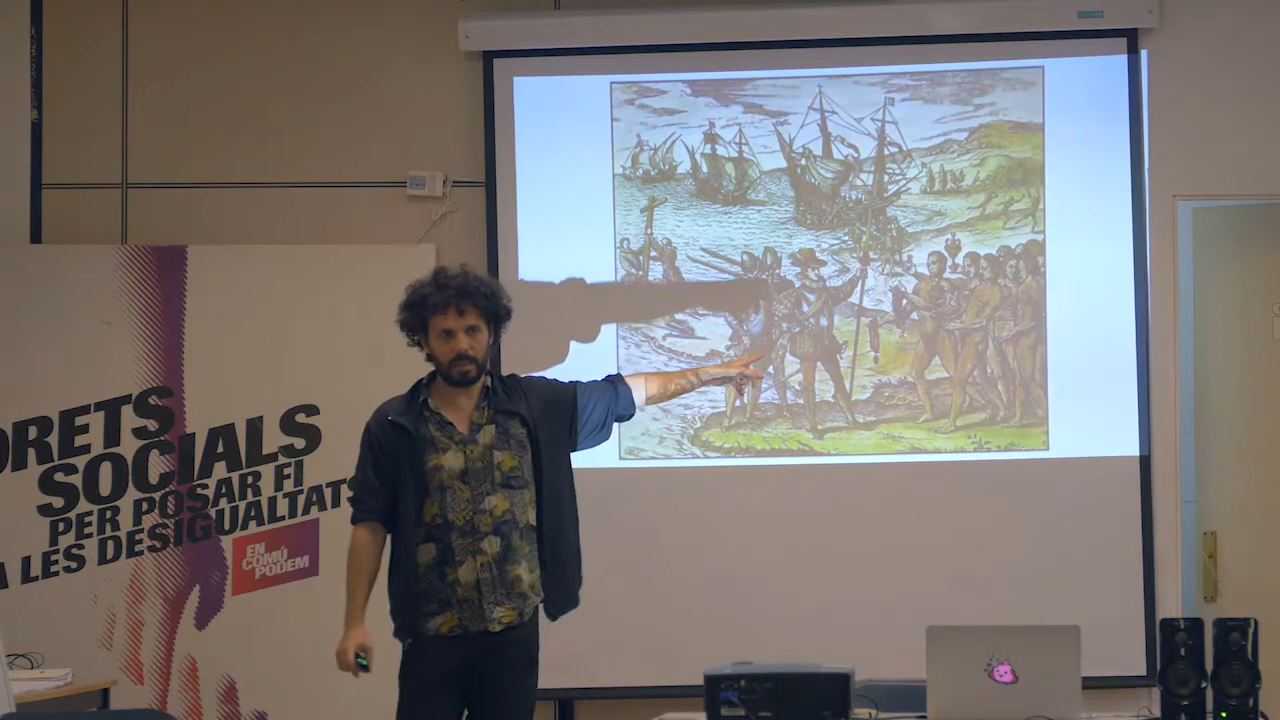 DRETS
SOCIALS
PER POSAR FI
A LES DESIGUALTATS
EN
COMÚ
PODEM